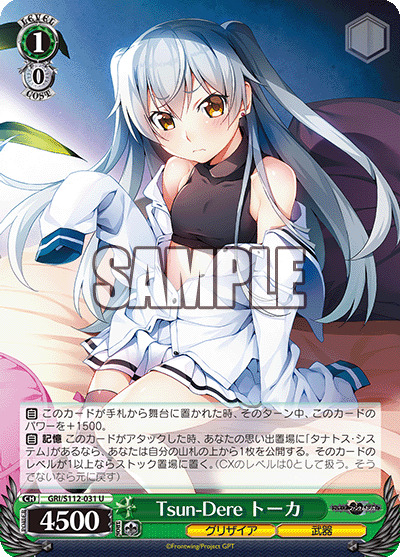 LEVEL
1
0
COST
SAMPLE
自 このカードが手札から舞台に置かれた時、そのターン中、このカードの
パワーを＋1500。
自 記憶 このカードがアタックした時、あなたの思い出置場に「タナトス・シス
テム」があるなら、あなたは自分の山札の上から1枚を公開する。そのカードのレ
ベルが1以上ならストック置場に置く。（CXのレベルは0として扱う。そ
うでないなら元に戻す）
CH GRI/S112-031 U
4500
Tsun-Dere トーカ
グリザイア
武器
©Frontwing/Project GPT